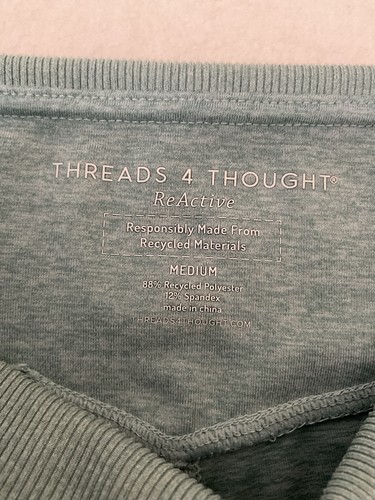 THREADS 4 THOUGHT®
ReActive
Responsibly Made From
Recycled Materials
MEDIUM
88% Recycled Polyester
12% Spandex
made in china
THREADS4THOUGHT.COM